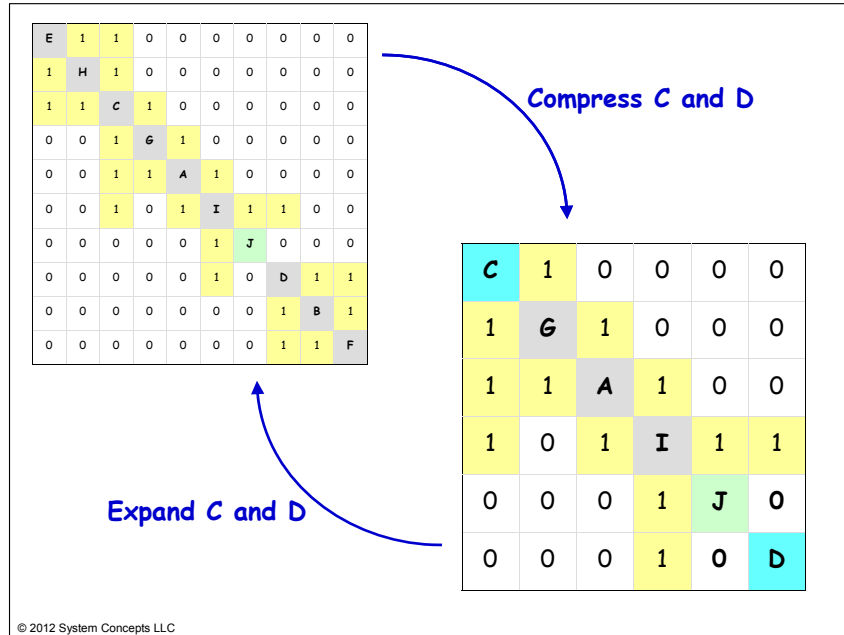 E 1 1 0 0 0 0 0 0 0
1 H 1 0 0 0 0 0 0 0
1 1 C 1 0 0 0 0 0 0
0 0 1 G 1 0 0 0 0 0
0 0 1 1 A 1 0 0 0 0
0 0 1 0 1 I 1 1 0 0
0 0 0 0 0 1 J 0 0 0
0 0 0 0 0 1 0 D 1 1
0 0 0 0 0 0 0 1 B 1
0 0 0 0 0 0 0 1 1 F
Compress C and D
C 1 0 0 0 0
1 G 1 0 0 0
1 1 A 1 0 0
1 0 1 I 1 1
0 0 0 1 J 0
0 0 0 1 0 D
Expand C and D
© 2012 System Concepts LLC